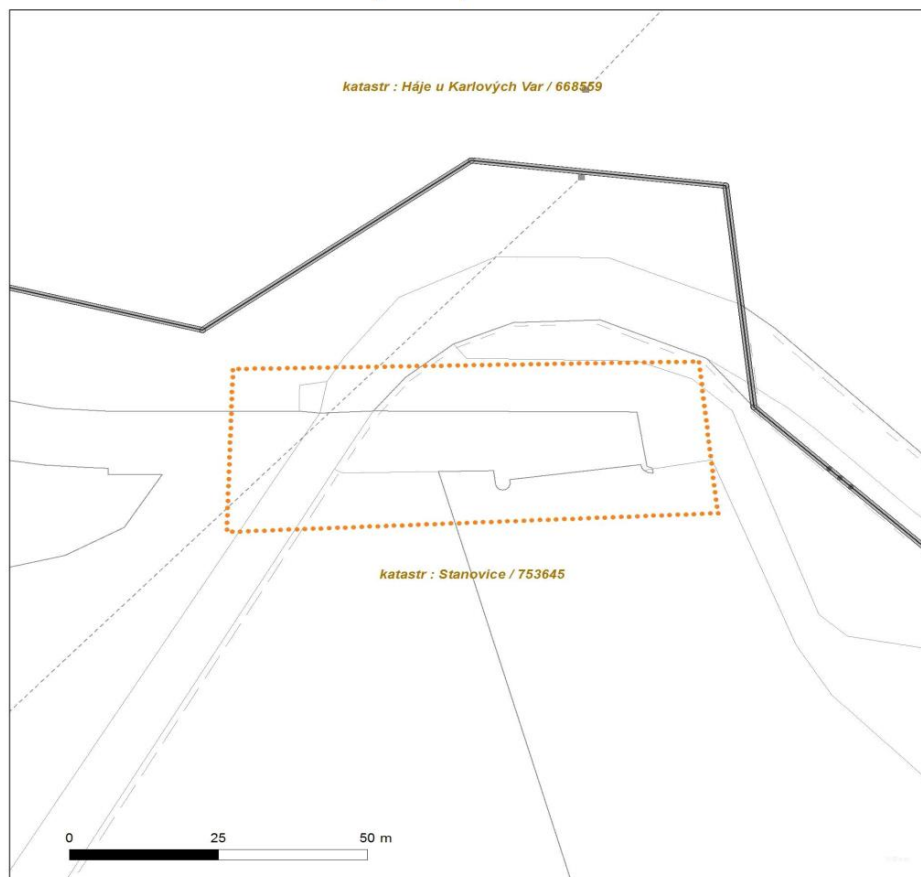 katastr : Háje u Karlových Var / 668559
katastr : Stanovice / 753645
0 25 50 m